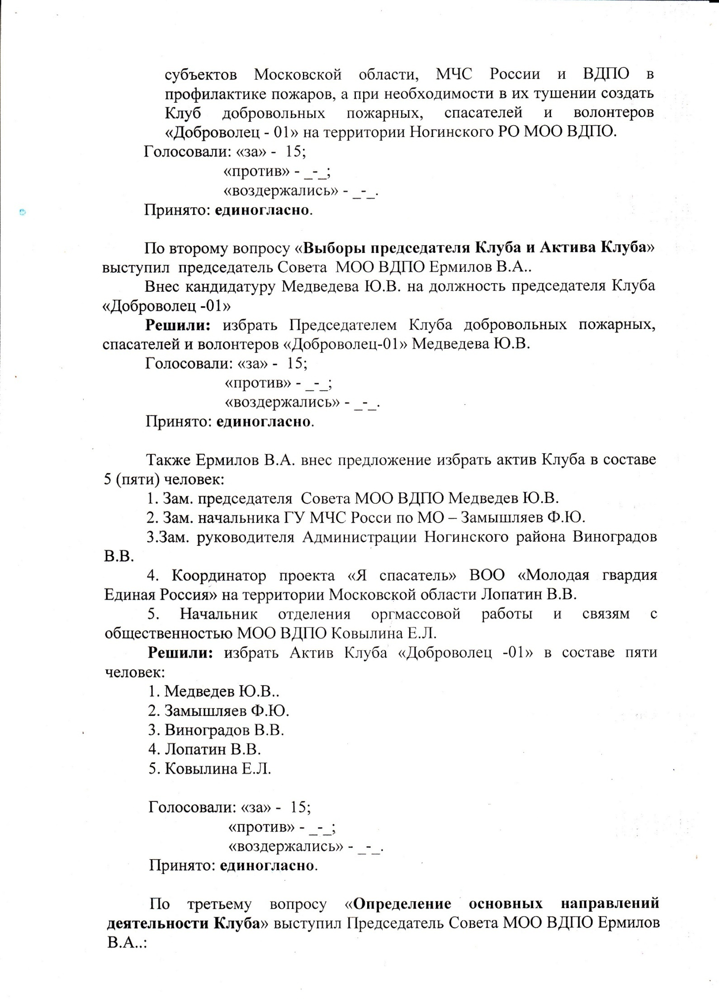 субъектов Московской области, МЧС России и ВДПО в
профилактике пожаров, а при необходимости в их тушении создать
Клуб добровольных пожарных, спасателей и волонтеров
«Доброволец - 01» на территории Ногинского РО МОО ВДПО.
Голосовали: «за» - 15;
«против» - _-_;
«воздержались» - _-_.
Принято: единогласно.
По второму вопросу «Выборы председателя Клуба и Актива Клуба»
выступил председатель Совета МОО ВДПО Ермилов В.А..
Внес кандидатуру Медведева Ю.В. на должность председателя Клуба
«Доброволец -01»
Решили: избрать Председателем Клуба добровольных пожарных,
спасателей и волонтеров «Доброволец-01» Медведева Ю.В.
Голосовали: «за» - 15;
«против» - _-_;
«воздержались» - _-_.
Принято: единогласно.
Также Ермилов В.А. внес предложение избрать актив Клуба в составе
5 (пяти) человек:
1. Зам. председателя Совета МОО ВДПО Медведев Ю.В.
2. Зам. начальника ГУ МЧС Росси по МО – Замышляев Ф.Ю.
3.Зам. руководителя Администрации Ногинского района Виноградов
В.В.
4. Координатор проекта «Я спасатель» ВОО «Молодая гвардия
Единая Россия» на территории Московской области Лопатин В.В.
5. Начальник отделения оргмассовой работы и связям с
общественностью МОО ВДПО Ковылина Е.Л.
Решили: избрать Актив Клуба «Доброволец -01» в составе пяти
человек:
1. Медведев Ю.В..
2. Замышляев Ф.Ю.
3. Виноградов В.В.
4. Лопатин В.В.
5. Ковылина Е.Л.
Голосовали: «за» - 15;
«против» - _-_;
«воздержались» - _-_.
Принято: единогласно.
По третьему вопросу «Определение основных направлений
деятельности Клуба» выступил Председатель Совета МОО ВДПО Ермилов
В.А..: